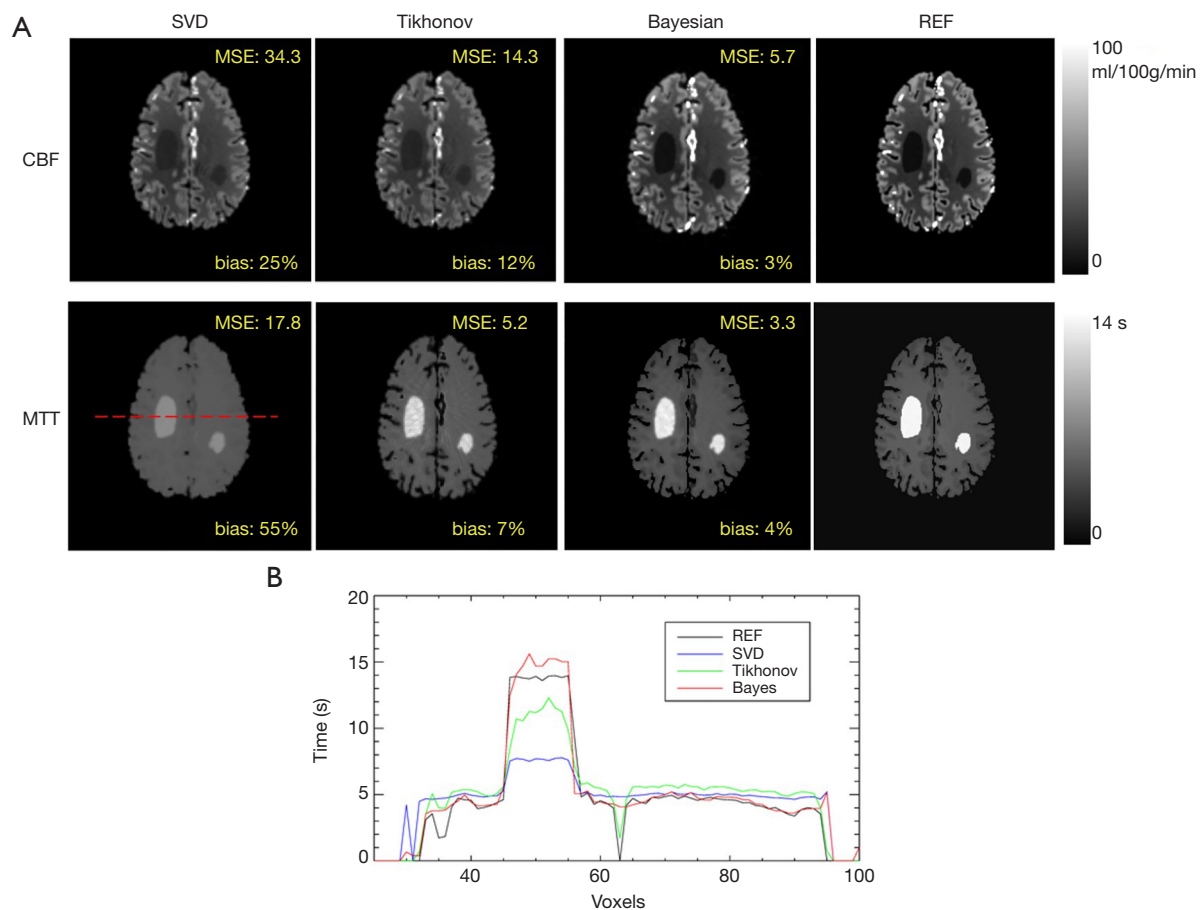 A
SVD
Tikhonov
Bayesian
REF
CBF
MSE: 34.3
MSE: 14.3
MSE: 5.7
bias: 25%
bias: 12%
bias: 3%
100
ml/100g/min
0
MTT
MSE: 17.8
MSE: 5.2
MSE: 3.3
bias: 55%
bias: 7%
bias: 4%
14 s
0
B
20
15
10
5
0
Time (s)
REF
SVD
Tikhonov
Bayes
40
60
80
100
Voxels